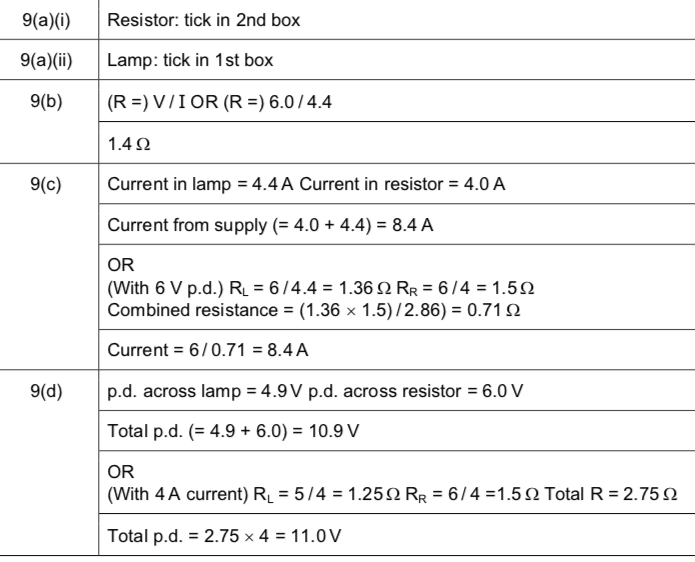 9(a)(i) Resistor: tick in 2nd box
9(a)(ii) Lamp: tick in 1st box
9(b) (R =) V / I OR (R =) 6.0 / 4.4
1.4 Ω
9(c) Current in lamp = 4.4 A Current in resistor = 4.0 A
Current from supply (= 4.0 + 4.4) = 8.4 A
OR
(With 6 V p.d.) R_L = 6 / 4.4 = 1.36 Ω R_R = 6 / 4 = 1.5 Ω
Combined resistance = (1.36 × 1.5) / 2.86) = 0.71 Ω
Current = 6 / 0.71 = 8.4 A
9(d) p.d. across lamp = 4.9 V p.d. across resistor = 6.0 V
Total p.d. (= 4.9 + 6.0) = 10.9 V
OR
(With 4 A current) R_L = 5 / 4 = 1.25 Ω R_R = 6 / 4 =1.5 Ω Total R = 2.75 Ω
Total p.d. = 2.75 × 4 = 11.0 V